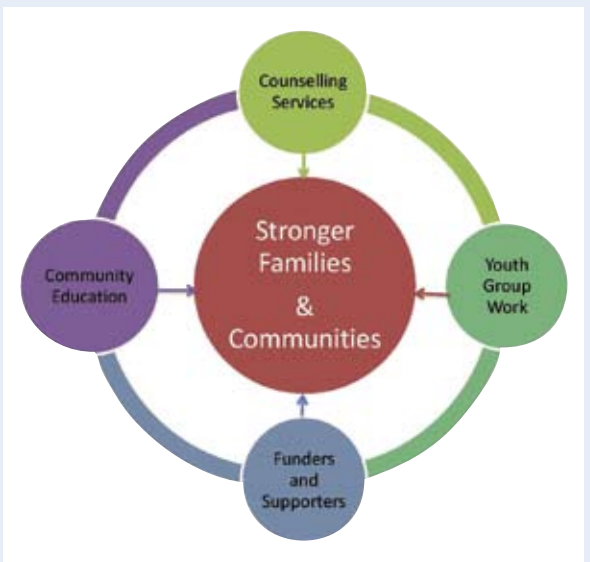 Counselling
Services
Stronger
Families
&
Communities
Community
Education
Youth
Group
Work
Funders
and
Supporters